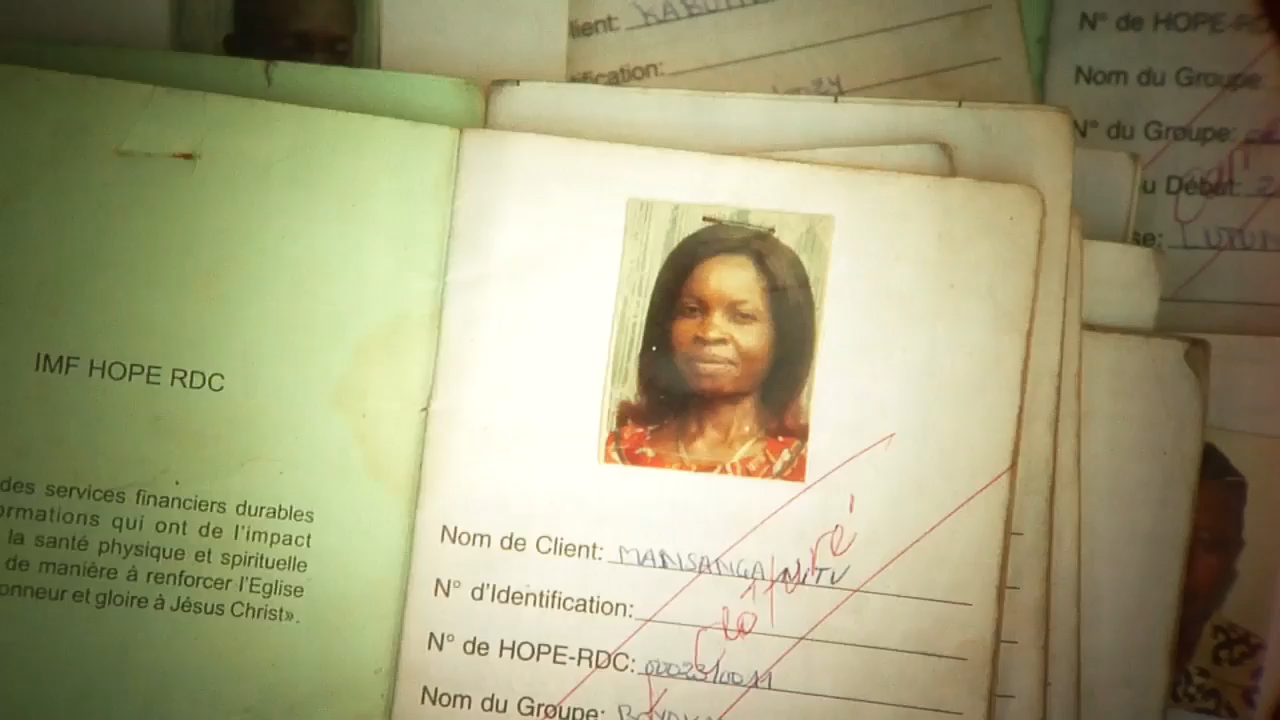 IMF HOPE RDC
des services financiers durables
ormations qui ont de l'impact
la santé physique et spirituelle
de manière à renforcer l'Eglise
onneur et gloire à Jésus Christ».
Nom de Client: MANSANGA NITU
N° d'Identification:
N° de HOPE-RDC:
Nom du Groupe:
Clôturé
lient:
ification:
N° de HOPE-R
Nom du Groupe:
N° du Groupe:
u Début:
se: